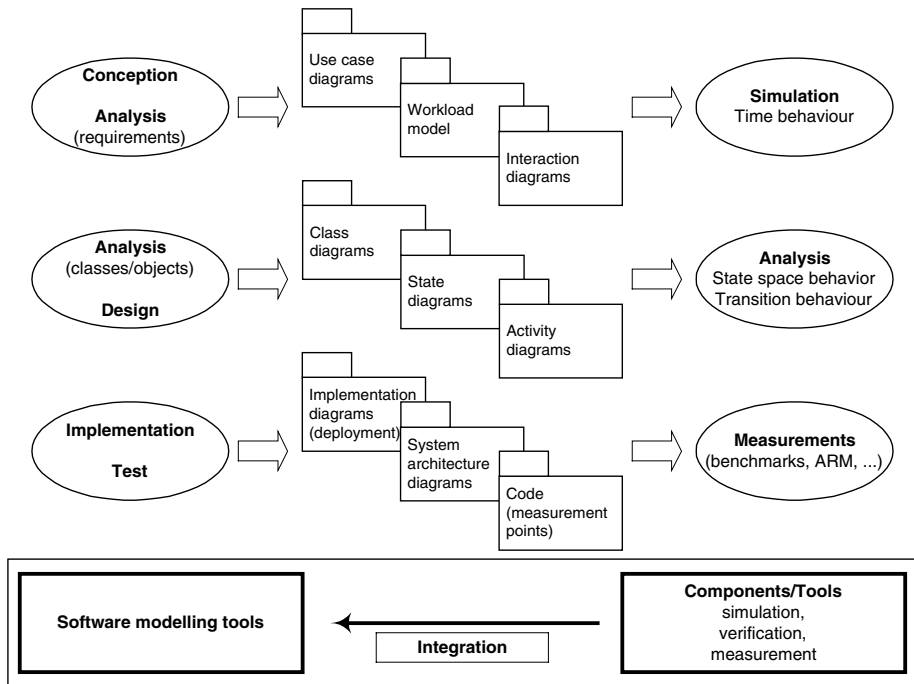 Conception
Analysis
(requirements)
Use case
diagrams
Workload
model
Interaction
diagrams
Simulation
Time behaviour
Analysis
(classes/objects)
Design
Class
diagrams
State
diagrams
Activity
diagrams
Analysis
State space behavior
Transition behaviour
Implementation
Test
Implementation
diagrams
(deployment)
System
architecture
diagrams
Code
(measurement
points)
Measurements
(benchmarks, ARM, ...)
Software modelling tools
Integration
Components/Tools
simulation,
verification,
measurement